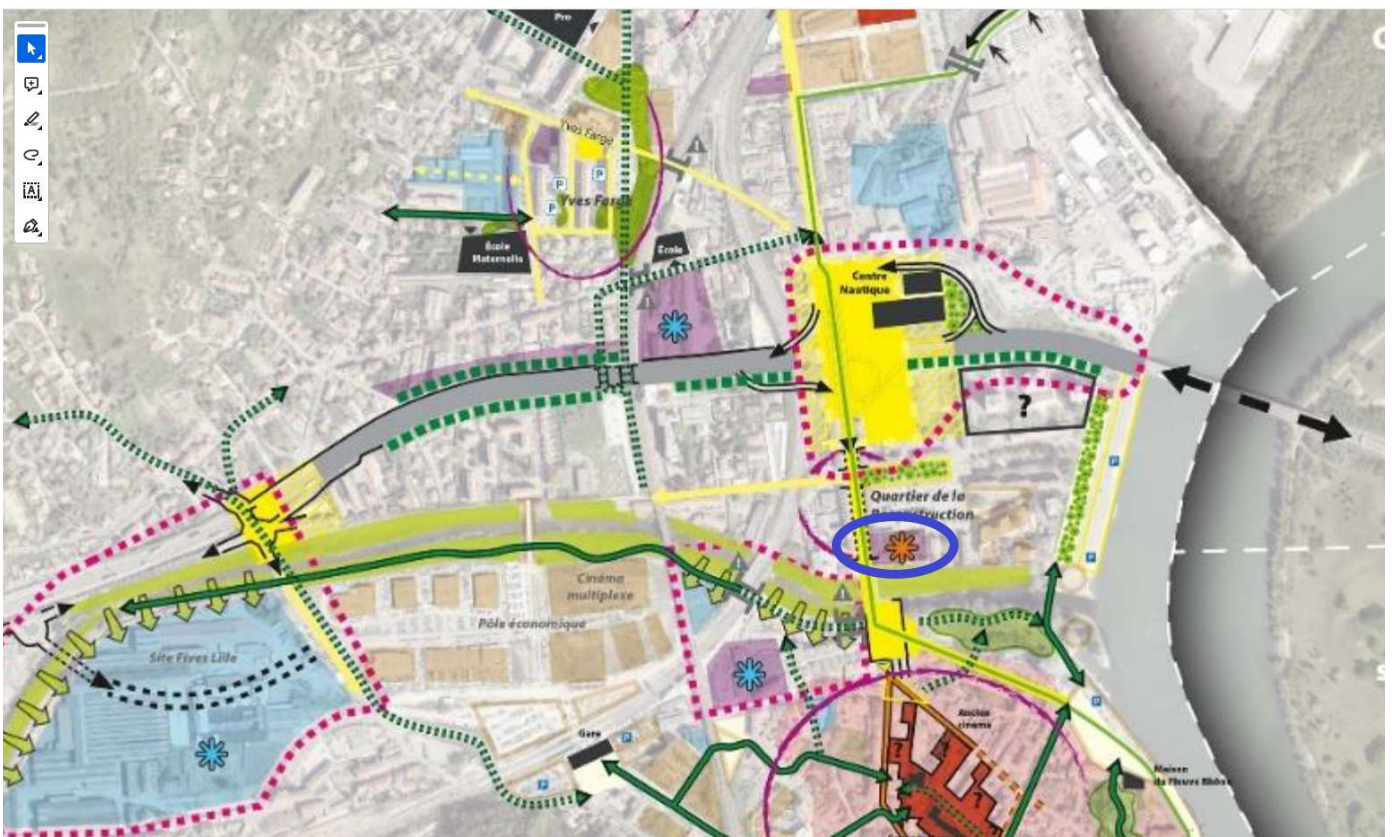 Pro
Yves Farge
P
P
P
Yves Farge
École
Maternelle
École
Centre
Nautique
?
P
Quartier de la
Reconstruction
P
Cinéma
multiplexe
Pôle économique
Site Fives Lille
Ancien
cinéma
P
Gare
P
P
?
?
?
Maison
du fleuve Rhône